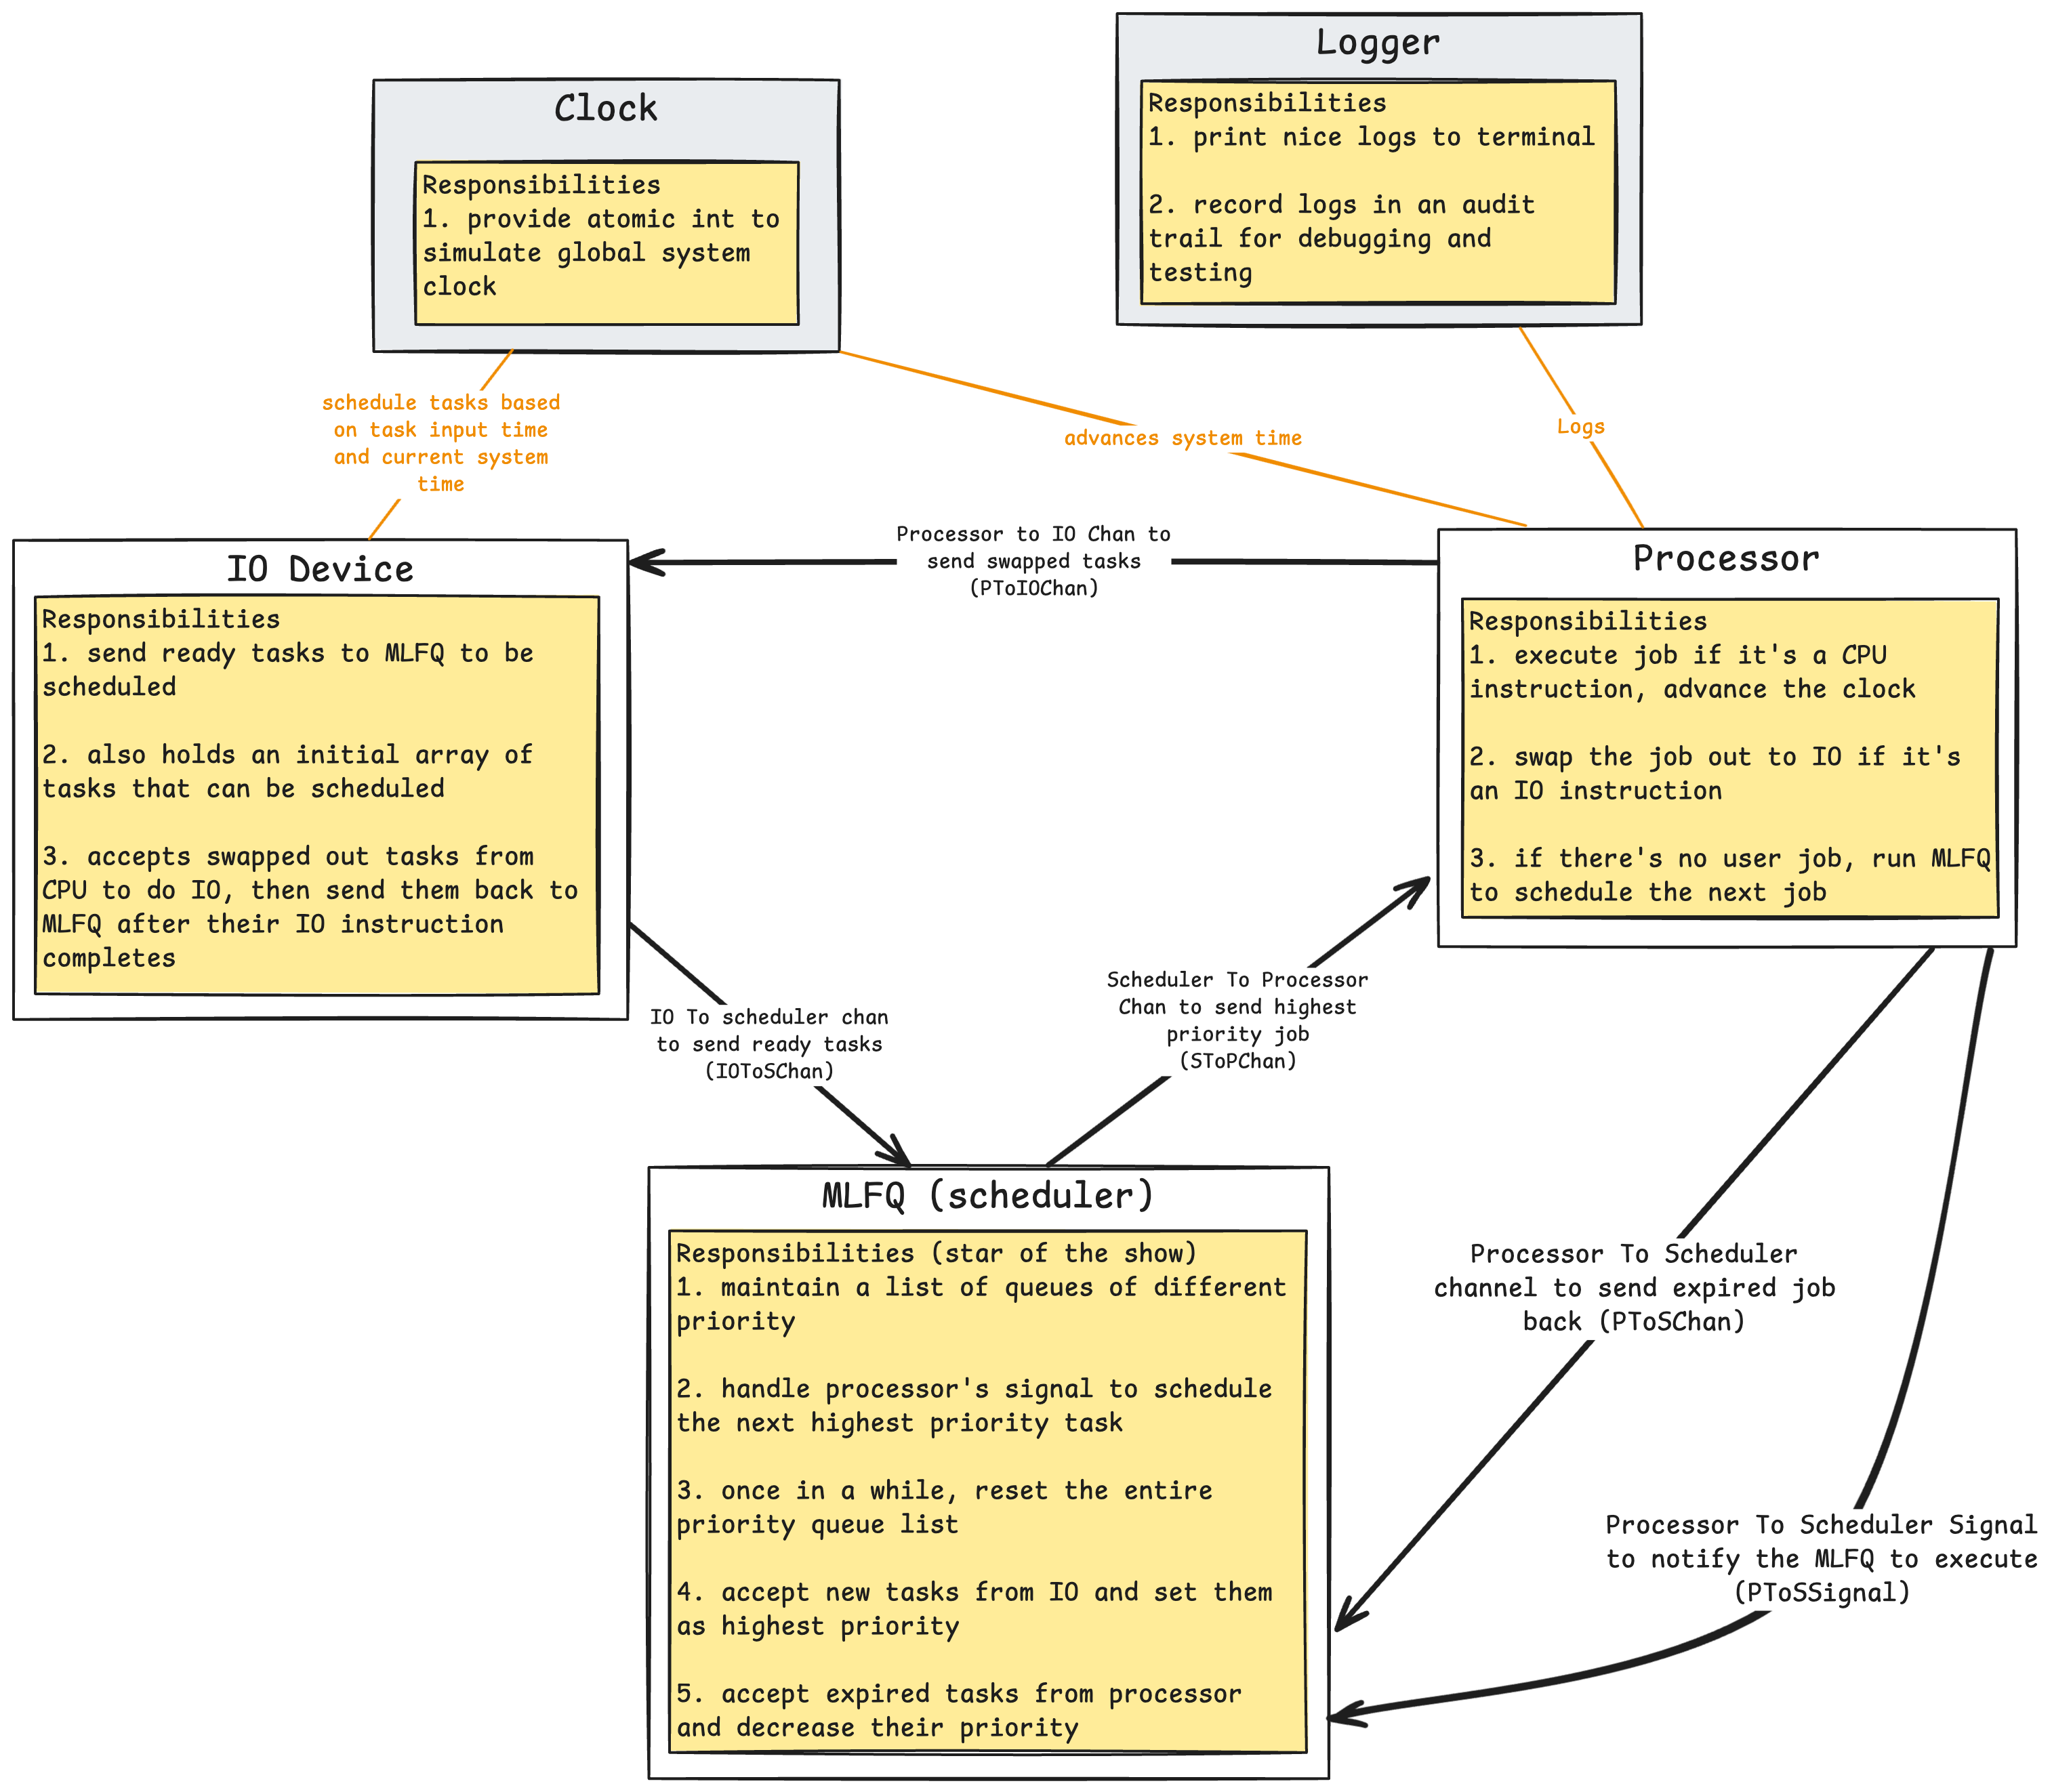 Logger
Responsibilities
1. print nice logs to terminal
2. record logs in an audit
trail for debugging and
testing
Clock
Responsibilities
1. provide atomic int to
simulate global system
clock
schedule tasks based
on task input time
and current system
time
advances system time
Logs
Processor to IO Chan to
send swapped tasks
(PToIOChan)
IO Device
Responsibilities
1. send ready tasks to MLFQ to be
scheduled
2. also holds an initial array of
tasks that can be scheduled
3. accepts swapped out tasks from
CPU to do IO, then send them back to
MLFQ after their IO instruction
completes
Processor
Responsibilities
1. execute job if it's a CPU
instruction, advance the clock
2. swap the job out to IO if it's
an IO instruction
3. if there's no user job, run MLFQ
to schedule the next job
IO To scheduler chan
to send ready tasks
(IOToSChan)
Scheduler To Processor
Chan to send highest
priority job
(SToPChan)
MLFQ (scheduler)
Responsibilities (star of the show)
1. maintain a list of queues of different
priority
2. handle processor's signal to schedule
the next highest priority task
3. once in a while, reset the entire
priority queue list
4. accept new tasks from IO and set them
as highest priority
5. accept expired tasks from processor
and decrease their priority
Processor To Scheduler
channel to send expired job
back (PToSChan)
Processor To Scheduler Signal
to notify the MLFQ to execute
(PToSSignal)